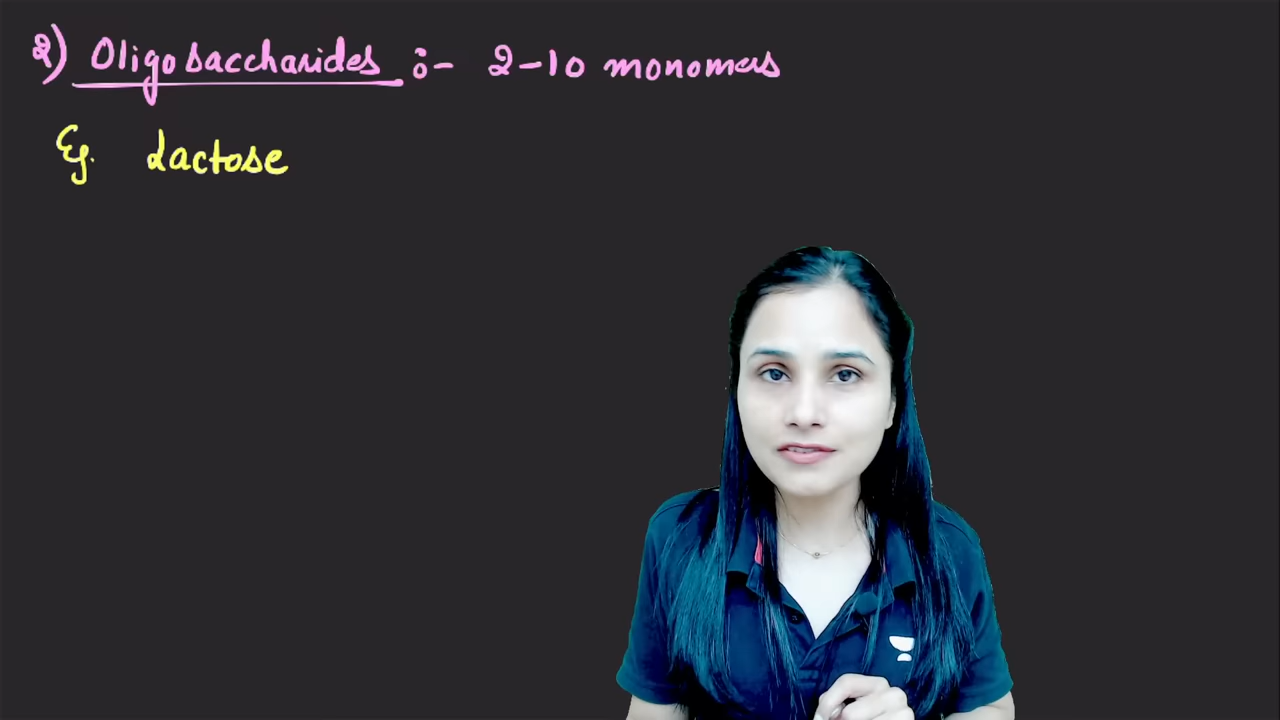 2) Oligosaccharides :- 2-10 monomers
Eg. Lactose